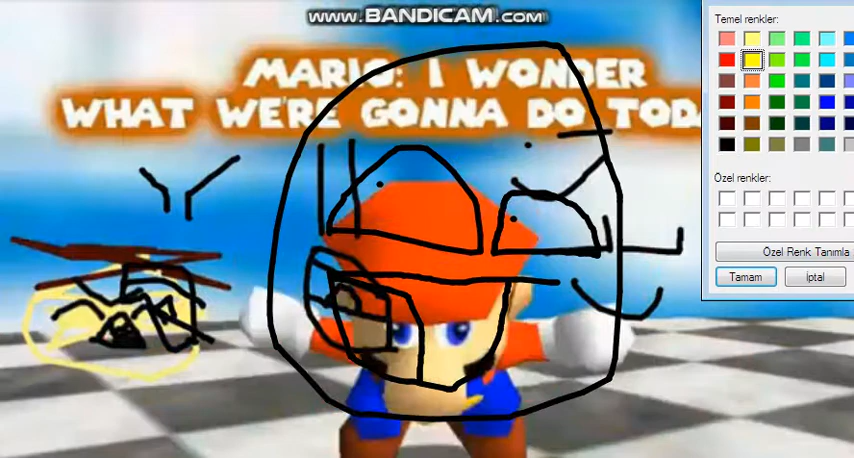 WWW.BANDICAM.COM
MARIO: I WONDER
WHAT WE'RE GONNA DO
Temel renkler:
Özel renkler:
Özel Renk Tanımla
Tamam
İptal